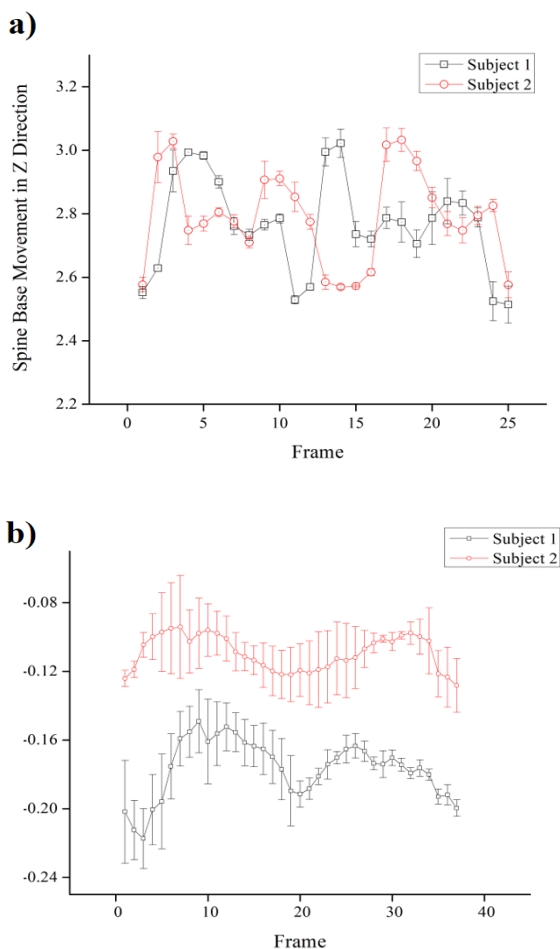 a)
Subject 1
Subject 2
Spine Base Movement in Z Direction
3.2
3.0
2.8
2.6
2.4
2.2
0 5 10 15 20 25
Frame
b)
Subject 1
Subject 2
-0.08
-0.12
-0.16
-0.20
-0.24
0 10 20 30 40
Frame